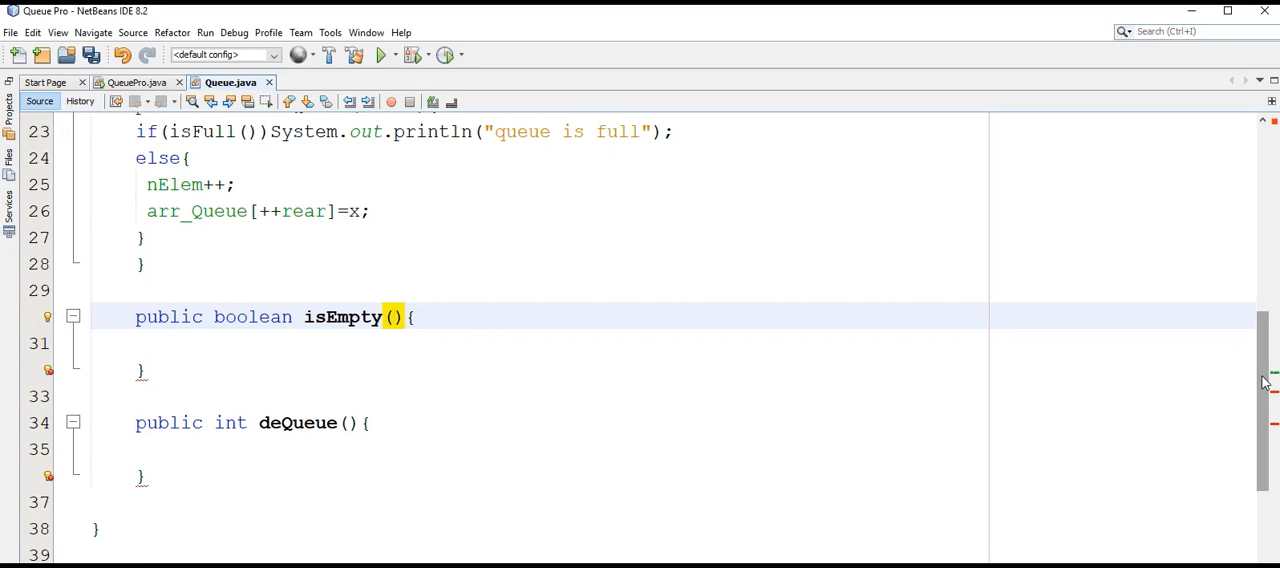 Queue Pro - NetBeans IDE 8.2
File Edit View Navigate Source Refactor Run Debug Profile Team Tools Window Help
Search (Ctrl+I)
<default config>
Start Page QueuePro.java Queue.java
Source History
Projects
Files
Services
23 if(isFull())System.out.println("queue is full");
24 else{
25 nElem++;
26 arr_Queue[++rear]=x;
27 }
28 }
29
public boolean isEmpty(){
31
}
33
34 public int deQueue(){
35
}
37
38 }
39